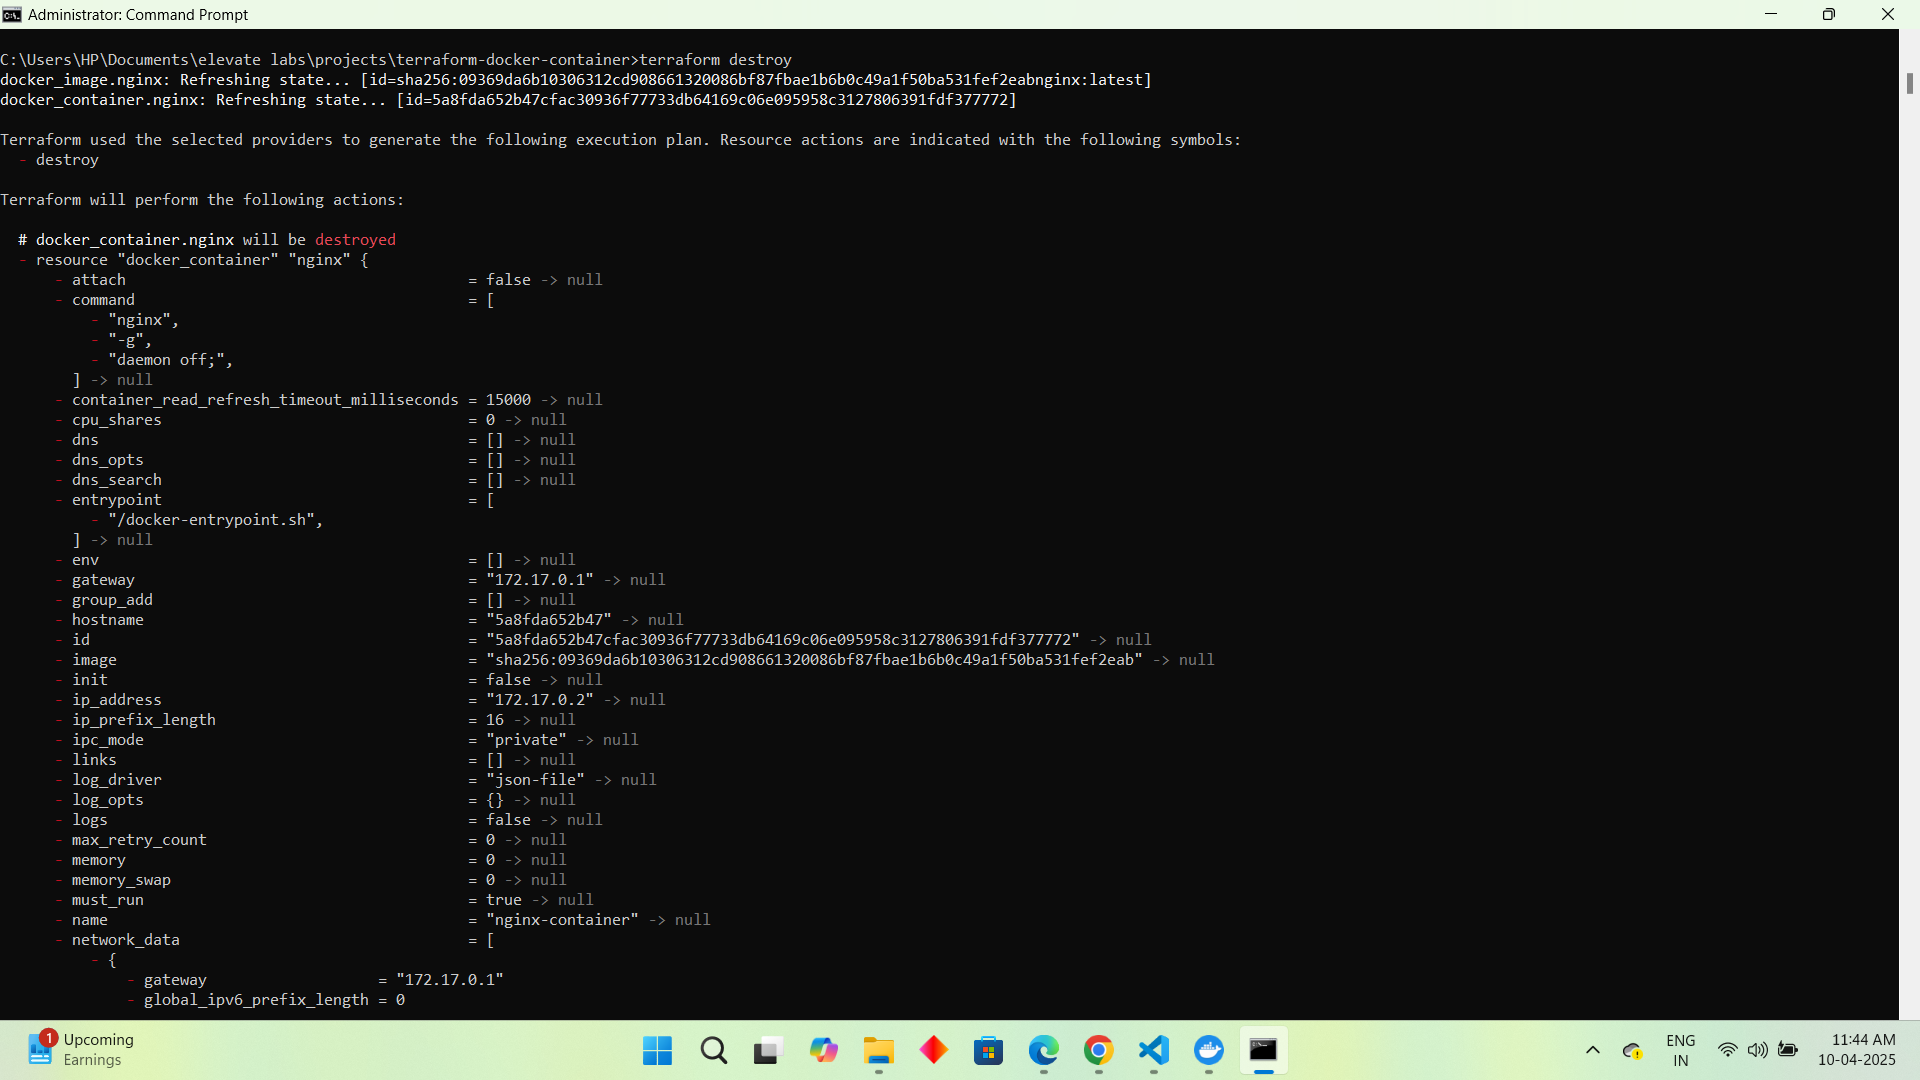 Administrator: Command Prompt
C:\Users\HP\Documents\elevate labs\projects\terraform-docker-container>terraform destroy
docker_image.nginx: Refreshing state... [id=sha256:09369da6b10306312cd908661320086bf87fbae1b6b0c49a1f50ba531fef2eabnginx:latest]
docker_container.nginx: Refreshing state... [id=5a8fda652b47cfac30936f77733db64169c06e095958c3127806391fdf377772]
Terraform used the selected providers to generate the following execution plan. Resource actions are indicated with the following symbols:
- destroy
Terraform will perform the following actions:
# docker_container.nginx will be destroyed
- resource "docker_container" "nginx" {
- attach = false -> null
- command = [
- "nginx",
- "-g",
- "daemon off;",
] -> null
- container_read_refresh_timeout_milliseconds = 15000 -> null
- cpu_shares = 0 -> null
- dns = [] -> null
- dns_opts = [] -> null
- dns_search = [] -> null
- entrypoint = [
- "/docker-entrypoint.sh",
] -> null
- env = [] -> null
- gateway = "172.17.0.1" -> null
- group_add = [] -> null
- hostname = "5a8fda652b47" -> null
- id = "5a8fda652b47cfac30936f77733db64169c06e095958c3127806391fdf377772" -> null
- image = "sha256:09369da6b10306312cd908661320086bf87fbae1b6b0c49a1f50ba531fef2eab" -> null
- init = false -> null
- ip_address = "172.17.0.2" -> null
- ip_prefix_length = 16 -> null
- ipc_mode = "private" -> null
- links = [] -> null
- log_driver = "json-file" -> null
- log_opts = {} -> null
- logs = false -> null
- max_retry_count = 0 -> null
- memory = 0 -> null
- memory_swap = 0 -> null
- must_run = true -> null
- name = "nginx-container" -> null
- network_data = [
- {
- gateway = "172.17.0.1"
- global_ipv6_prefix_length = 0
1
Upcoming
Earnings
ENG
IN
11:44 AM
10-04-2025